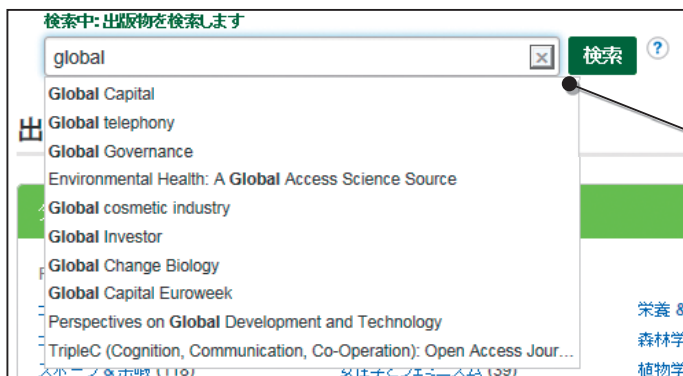 検索中: 出版物を検索します
global
検索
?
Global Capital
出
Global telephony
Global Governance
Environmental Health: A Global Access Science Source
Global cosmetic industry
Global Investor
Global Change Biology
Global Capital Euroweek
栄養 &
Perspectives on Global Development and Technology
森林学
TripleC (Cognition, Communication, Co-Operation): Open Access Jour...
植物学